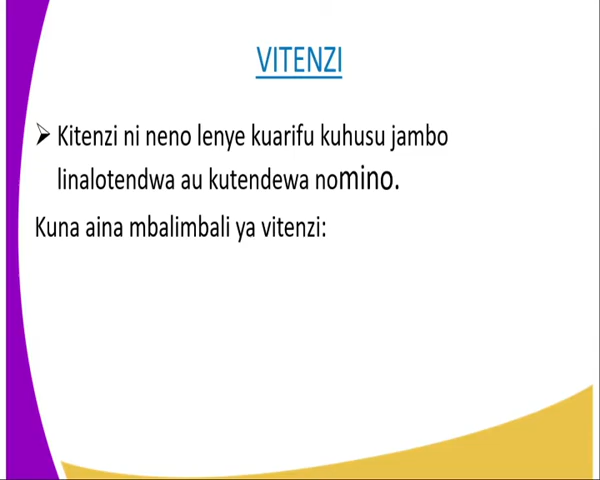 VITENZI
Kitenzi ni neno lenye kuarifu kuhusu jambo
linalotendwa au kutendewa nomino.
Kuna aina mbalimbali ya vitenzi: